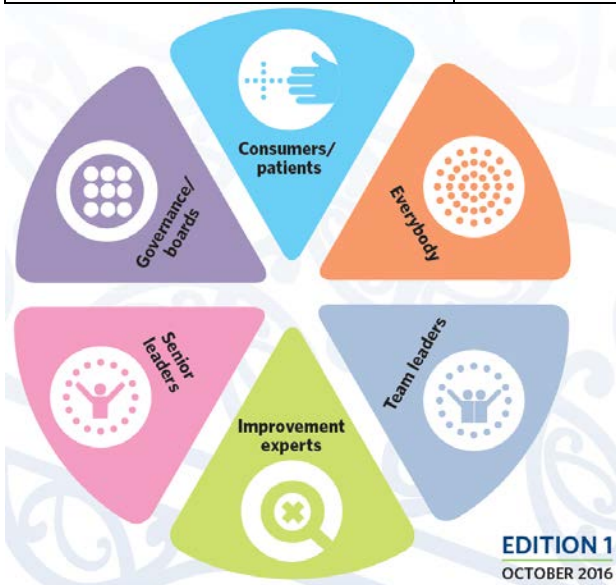 Consumers/
patients
Everybody
Team leaders
Improvement
experts
Senior
leaders
Governance/
boards
EDITION 1
OCTOBER 2016